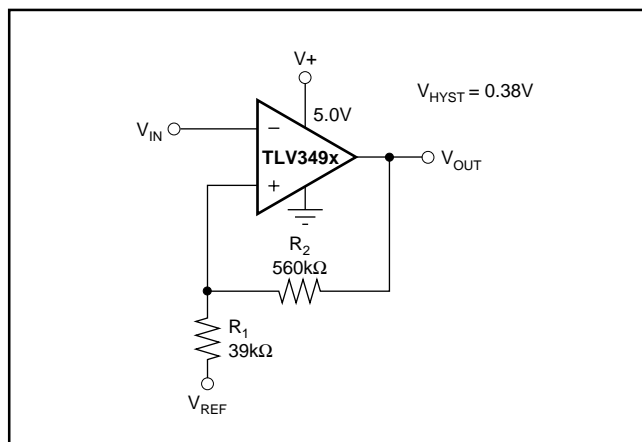 V+
V_HYST = 0.38V
5.0V
V_IN
−
TLV349x
V_OUT
+
R_2
560kΩ
R_1
39kΩ
V_REF